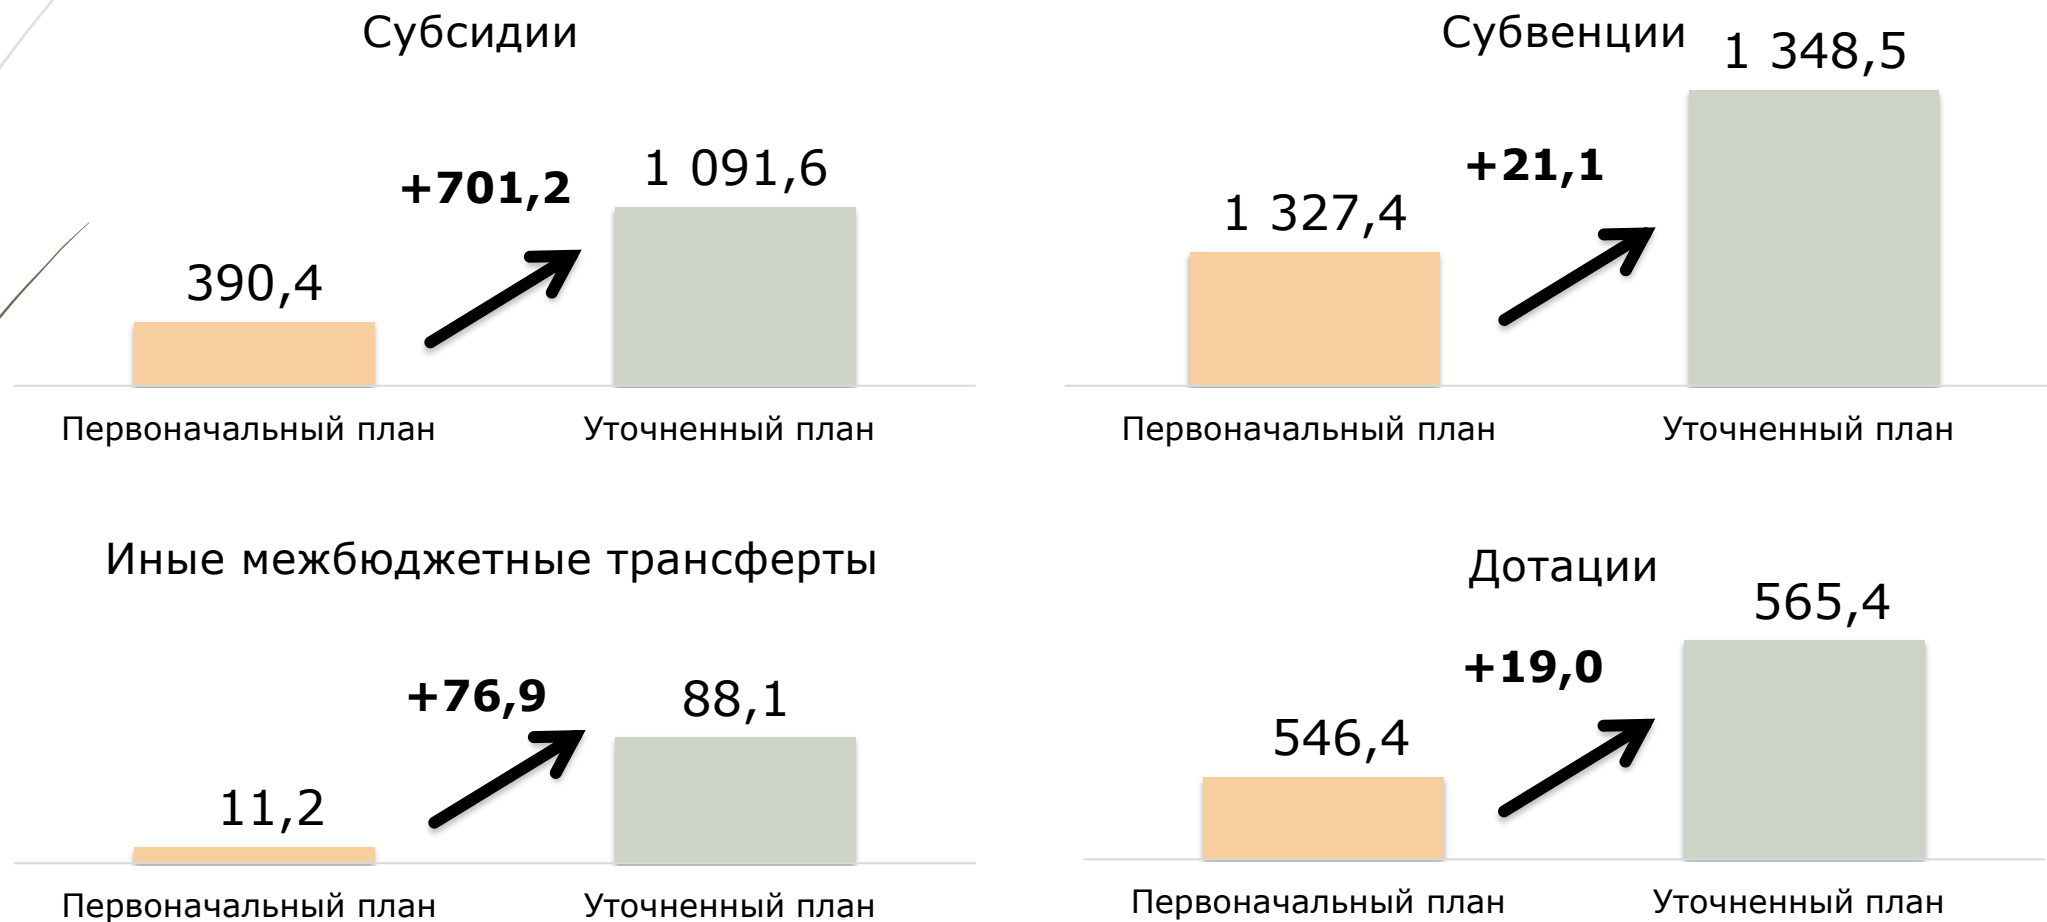 Субсидии
+701,2
390,4
1 091,6
Первоначальный план
Уточненный план
Субвенции
+21,1
1 327,4
1 348,5
Первоначальный план
Уточненный план
Иные межбюджетные трансферты
+76,9
11,2
88,1
Первоначальный план
Уточненный план
Дотации
+19,0
546,4
565,4
Первоначальный план
Уточненный план